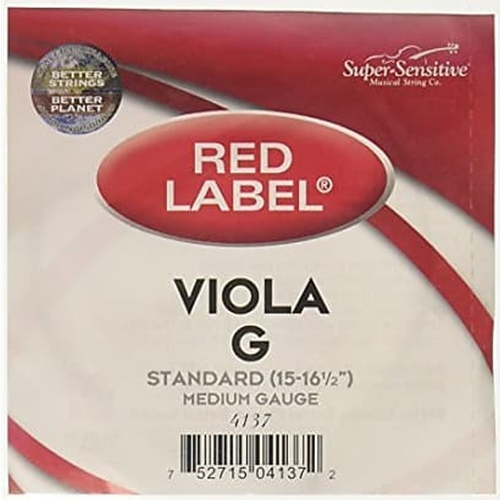 BETTER
STRINGS
BETTER
PLANET
Super-Sensitive®
Musical String Co.
RED
LABEL®
VIOLA
G
STANDARD (15-16½")
MEDIUM GAUGE
4137
7 52715 04137 2